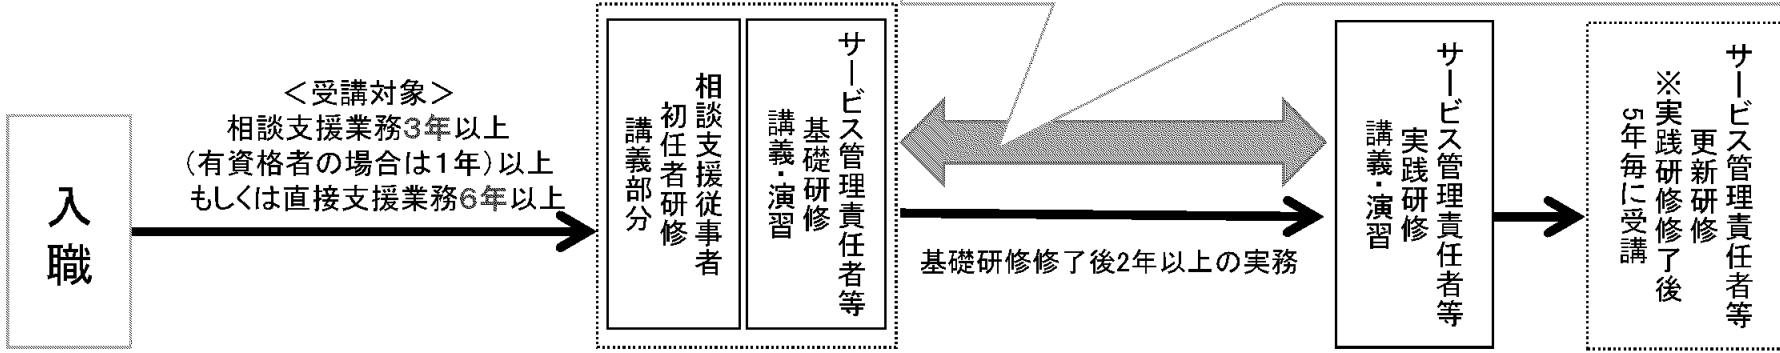 入
職
＜受講対象＞
相談支援業務3年以上
(有資格者の場合は1年)以上
もしくは直接支援業務6年以上
相談支援従事者
初任者研修
講義部分
サービス管理責任者等
基礎研修
講義・演習
基礎研修修了後2年以上の実務
サービス管理責任者等
実践研修
講義・演習
サービス管理責任者等
更新研修
※実践研修修了後
5年毎に受講